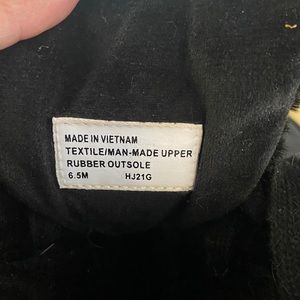 MADE IN VIETNAM
TEXTILE/MAN-MADE UPPER
RUBBER OUTSOLE
6.5M HJ21G